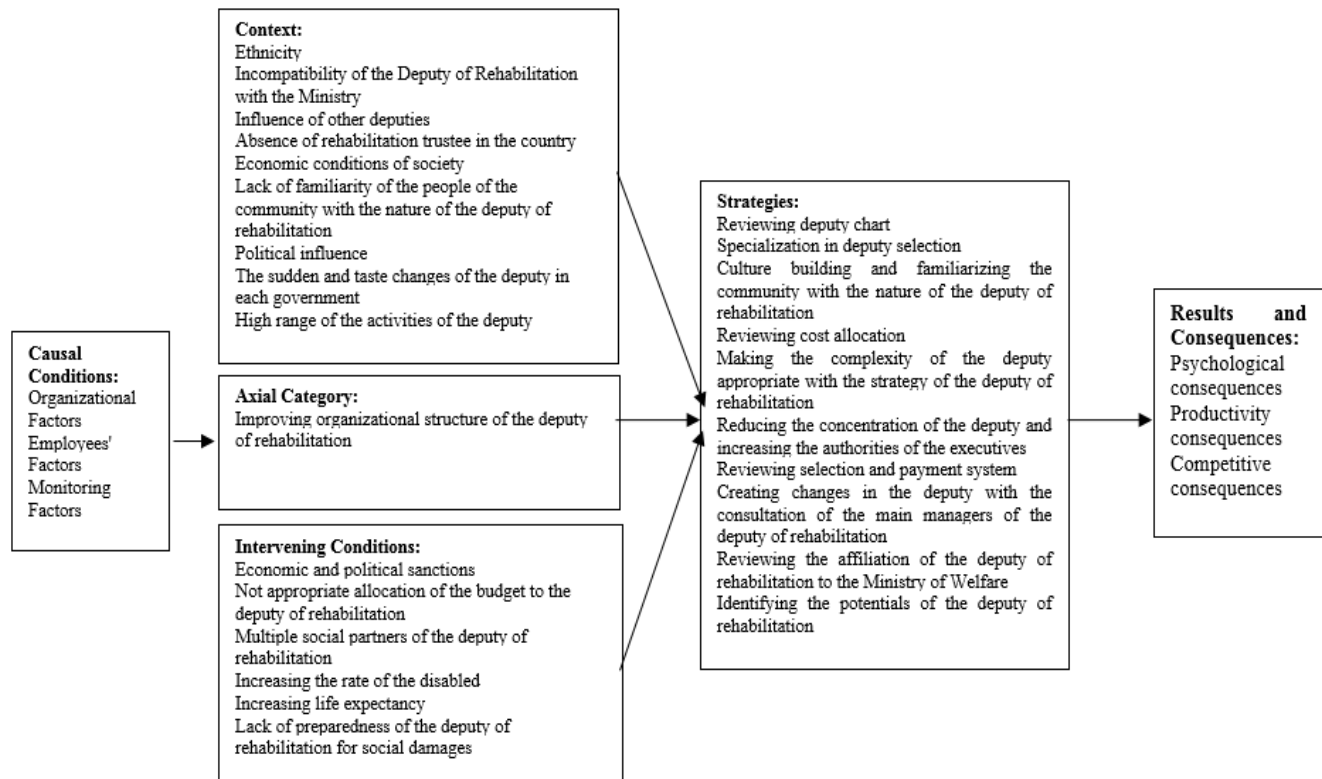 Causal
Conditions:
Organizational
Factors
Employees'
Factors
Monitoring
Factors
Context:
Ethnicity
Incompatibility of the Deputy of Rehabilitation
with the Ministry
Influence of other deputies
Absence of rehabilitation trustee in the country
Economic conditions of society
Lack of familiarity of the people of the
community with the nature of the deputy of
rehabilitation
Political influence
The sudden and taste changes of the deputy in
each government
High range of the activities of the deputy
Axial Category:
Improving organizational structure of the deputy
of rehabilitation
Intervening Conditions:
Economic and political sanctions
Not appropriate allocation of the budget to the
deputy of rehabilitation
Multiple social partners of the deputy of
rehabilitation
Increasing the rate of the disabled
Increasing life expectancy
Lack of preparedness of the deputy of
rehabilitation for social damages
Strategies:
Reviewing deputy chart
Specialization in deputy selection
Culture building and familiarizing the
community with the nature of the deputy of
rehabilitation
Reviewing cost allocation
Making the complexity of the deputy
appropriate with the strategy of the deputy of
rehabilitation
Reducing the concentration of the deputy and
increasing the authorities of the executives
Reviewing selection and payment system
Creating changes in the deputy with the
consultation of the main managers of the
deputy of rehabilitation
Reviewing the affiliation of the deputy of
rehabilitation to the Ministry of Welfare
Identifying the potentials of the deputy of
rehabilitation
Results and
Consequences:
Psychological
consequences
Productivity
consequences
Competitive
consequences